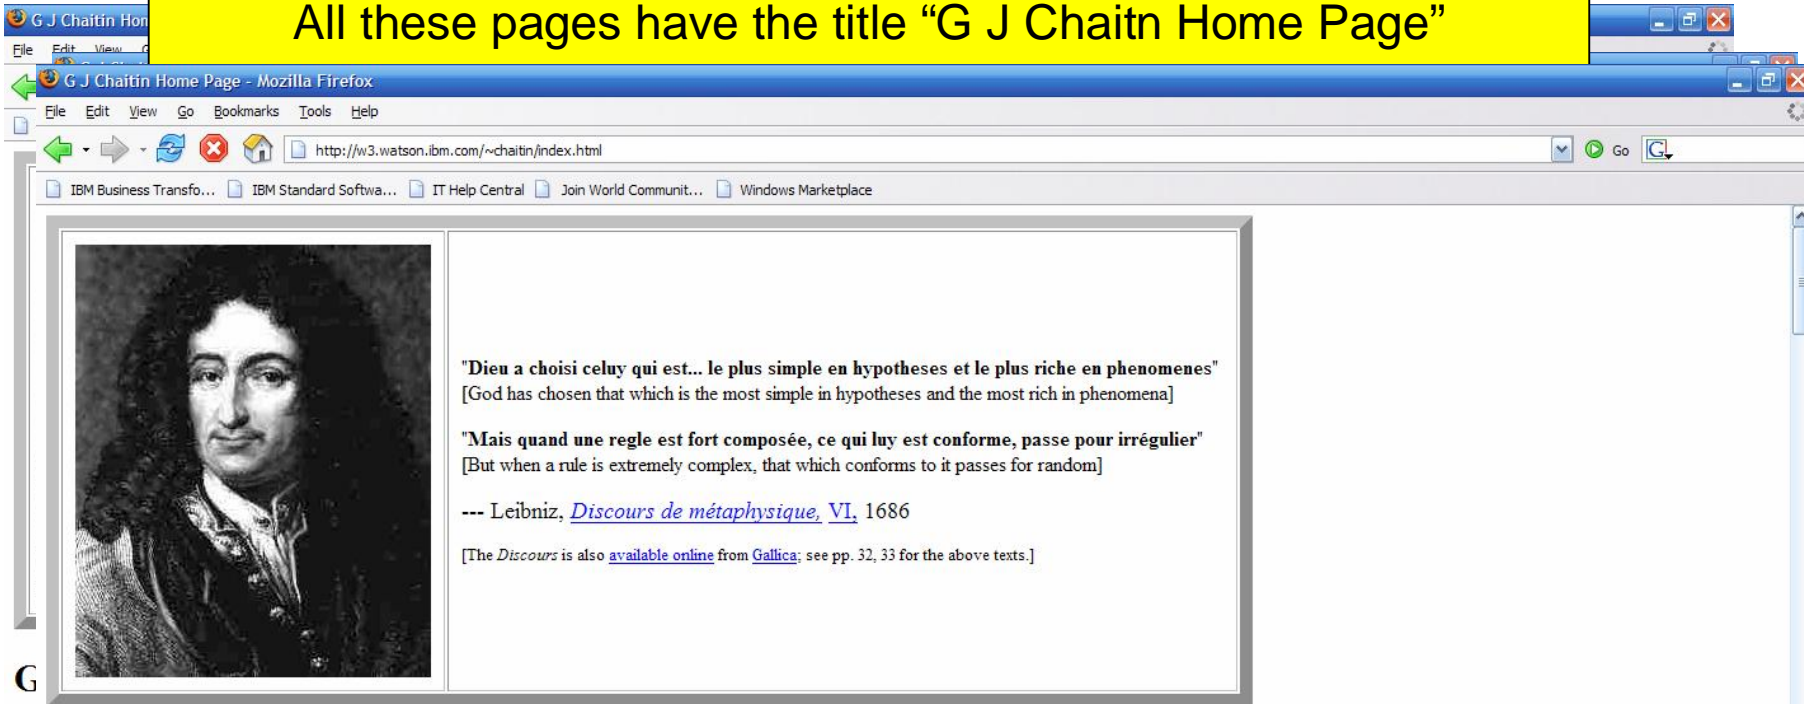 All these pages have the title “G J Chaitn Home Page”
G J Chaitin
File Edit View
G J Chaitin Home Page - Mozilla Firefox
File Edit View Go Bookmarks Tools Help
http://w3.watson.ibm.com/~chaitin/index.html
Go
G
IBM Business Transfo... IBM Standard Softwa... IT Help Central Join World Communit... Windows Marketplace
"Dieu a choisi celuy qui est... le plus simple en hypotheses et le plus riche en phenomenes"
[God has chosen that which is the most simple in hypotheses and the most rich in phenomena]
"Mais quand une regle est fort composée, ce qui luy est conforme, passe pour irrégulier"
[But when a rule is extremely complex, that which conforms to it passes for random]
--- Leibniz, Discours de métaphysique, VI, 1686
[The Discours is also available online from Gallica; see pp. 32, 33 for the above texts.]
G